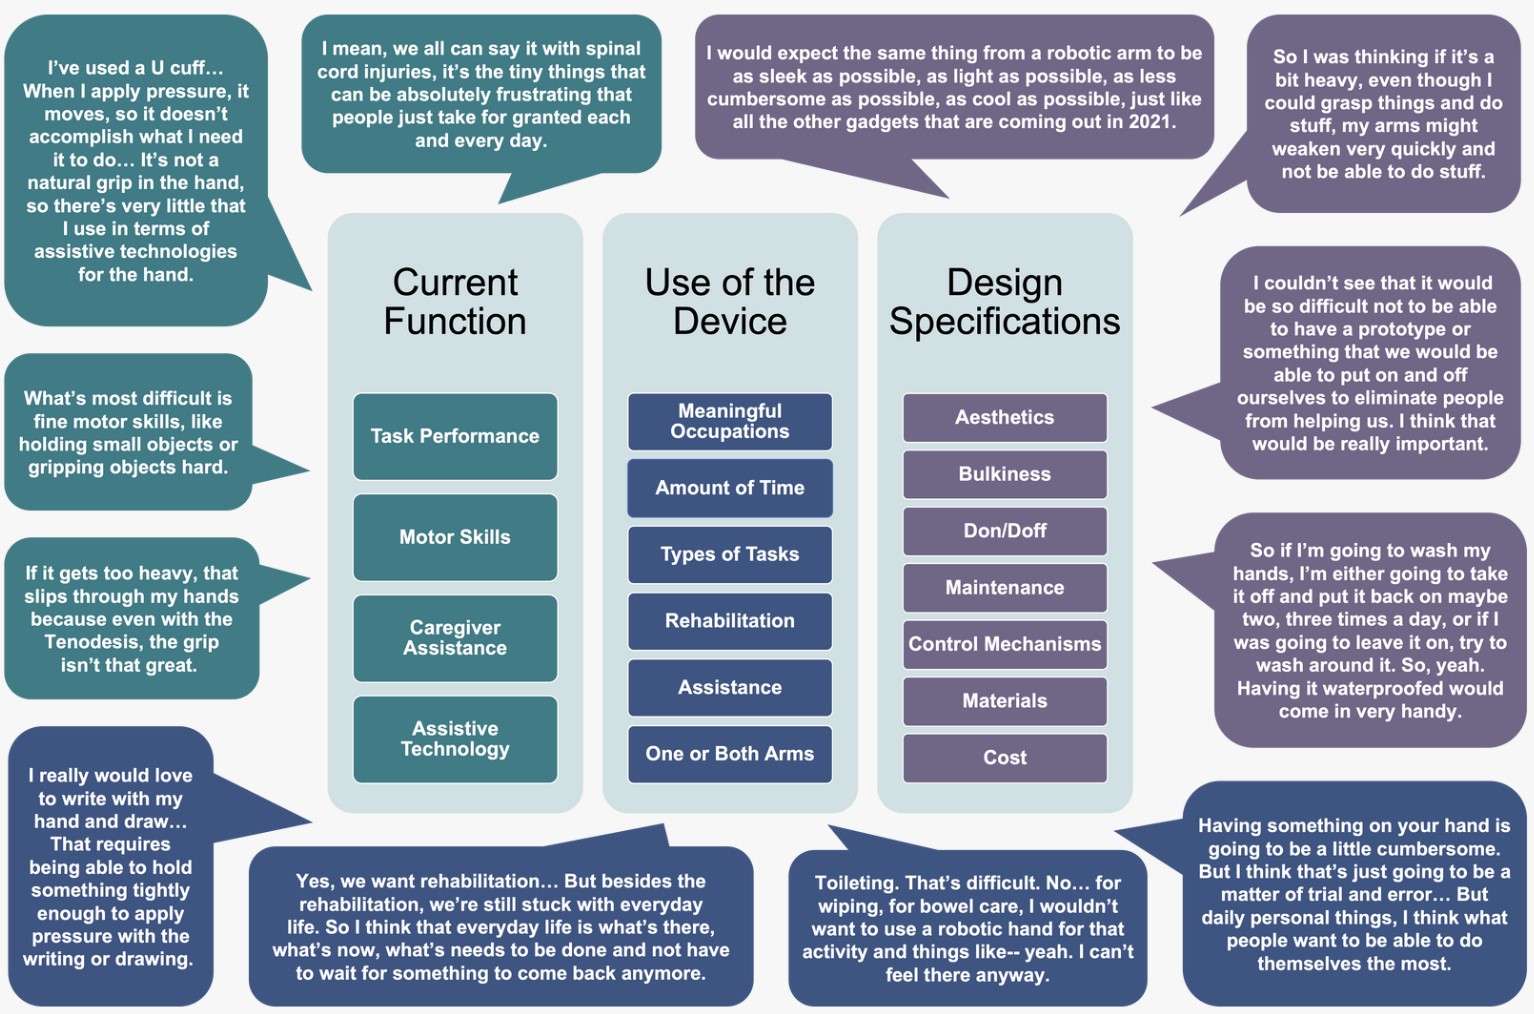 I’ve used a U cuff…
When I apply pressure, it
moves, so it doesn’t
accomplish what I need
it to do… It’s not a
natural grip in the hand,
so there’s very little that
I use in terms of
assistive technologies
for the hand.
I mean, we all can say it with spinal
cord injuries, it’s the tiny things that
can be absolutely frustrating that
people just take for granted each
and every day.
I would expect the same thing from a robotic arm to be
as sleek as possible, as light as possible, as less
cumbersome as possible, as cool as possible, just like
all the other gadgets that are coming out in 2021.
So I was thinking if it’s a
bit heavy, even though I
could grasp things and do
stuff, my arms might
weaken very quickly and
not be able to do stuff.
What’s most difficult is
fine motor skills, like
holding small objects or
gripping objects hard.
If it gets too heavy, that
slips through my hands
because even with the
Tenodesis, the grip
isn’t that great.
Current
Function
Task Performance
Motor Skills
Caregiver
Assistance
Assistive
Technology
Use of the
Device
Meaningful
Occupations
Amount of Time
Types of Tasks
Rehabilitation
Assistance
One or Both Arms
Design
Specifications
Aesthetics
Bulkiness
Don/Doff
Maintenance
Control Mechanisms
Materials
Cost
I couldn’t see that it would
be so difficult not to be able
to have a prototype or
something that we would be
able to put on and off
ourselves to eliminate people
from helping us. I think that
would be really important.
So if I’m going to wash my
hands, I’m either going to take
it off and put it back on maybe
two, three times a day, or if I
was going to leave it on, try to
wash around it. So, yeah.
Having it waterproofed would
come in very handy.
I really would love
to write with my
hand and draw…
That requires
being able to hold
something tightly
enough to apply
pressure with the
writing or drawing.
Yes, we want rehabilitation… But besides the
rehabilitation, we’re still stuck with everyday
life. So I think that everyday life is what’s there,
what’s now, what’s needs to be done and not have
to wait for something to come back anymore.
Toileting. That’s difficult. No… for
wiping, for bowel care, I wouldn’t
want to use a robotic hand for that
activity and things like-- yeah. I can’t
feel there anyway.
Having something on your hand is
going to be a little cumbersome.
But I think that’s just going to be a
matter of trial and error… But
daily personal things, I think what
people want to be able to do
themselves the most.